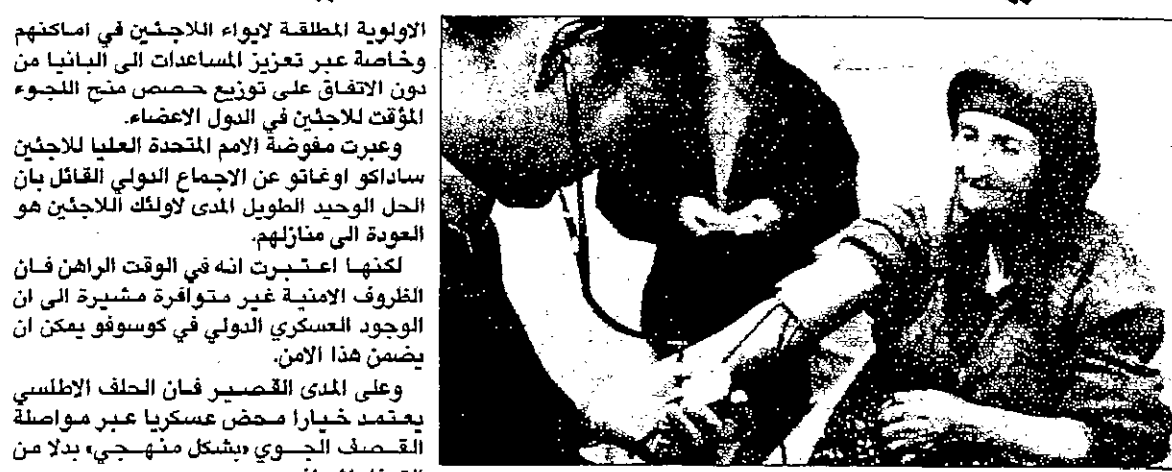 الاولوية المطلقة لايواء اللاجئين في اماكنهم
وخاصة عبر تعزيز المساعدات الى البانيا من
دون الاتفاق على توزيع حصص منح اللجوء
المؤقت للاجئين في الدول الاعضاء.
وعبرت مفوضة الامم المتحدة العليا للاجئين
ساداكو اوغاتو عن الاجماع الدولي القائل بان
الحل الوحيد الطويل المدى لاولئك اللاجئين هو
العودة الى منازلهم.
لكنها اعتبرت انه في الوقت الراهن فان
الظروف الامنية غير متوافرة مشيرة الى ان
الوجود العسكري الدولي في كوسوفو يمكن ان
يضمن هذا الامن.
وعلى المدى القصير فان الحلف الاطلسي
يعتمد خيارا محض عسكريا عبر مواصلة
القصف الجوي «بشكل منهجي» بدلا من